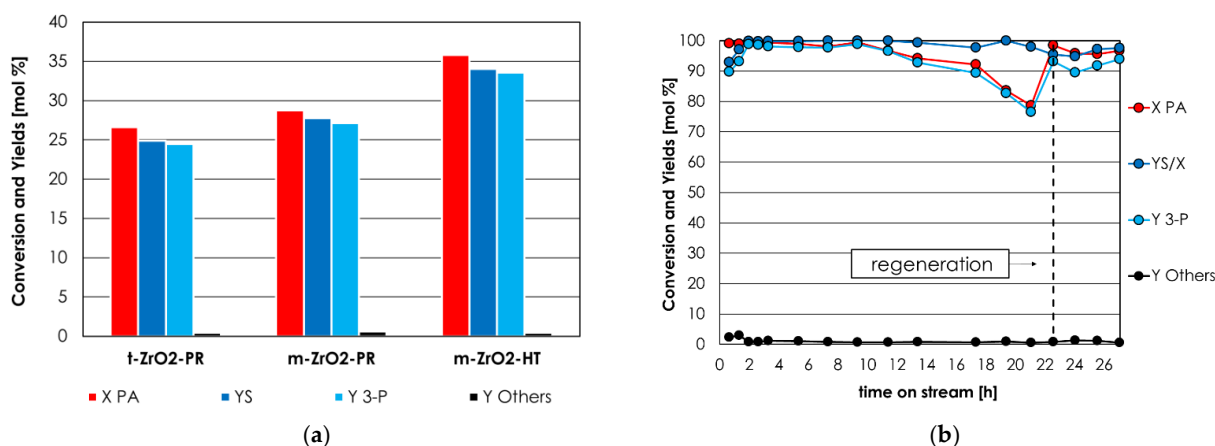 Conversion and Yields [mol %]
40
35
30
25
20
15
10
5
0
t-ZrO2-PR m-ZrO2-PR m-ZrO2-HT
X PA YS Y 3-P Y Others
(a)
Conversion and Yields [mol %]
100
90
80
70
60
50
40
30
20
10
0
regeneration
0 2 4 6 8 10 12 14 16 18 20 22 24 26
time on stream [h]
X PA
YS/X
Y 3-P
Y Others
(b)